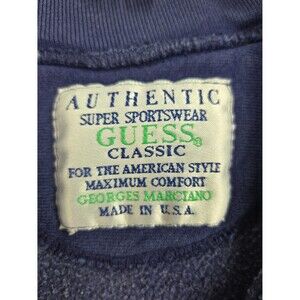 AUTHENTIC
SUPER SPORTSWEAR
GUESS®
CLASSIC
FOR THE AMERICAN STYLE
MAXIMUM COMFORT
GEORGES MARCIANO
MADE IN U.S.A.